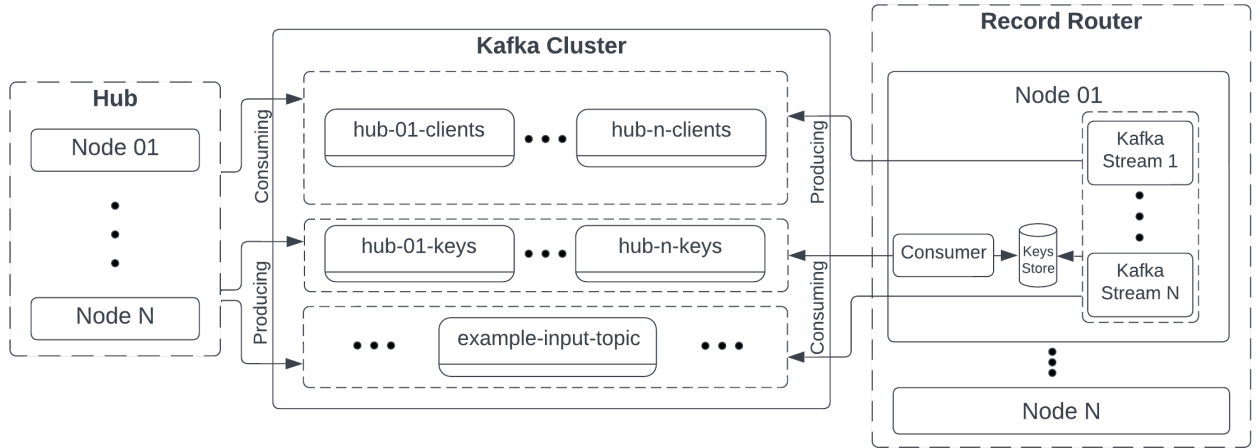 Hub
Node 01
Node N
Consuming
Producing
Kafka Cluster
hub-01-clients
hub-n-clients
hub-01-keys
hub-n-keys
example-input-topic
Producing
Consuming
Record Router
Node 01
Kafka
Stream 1
Consumer
Keys
Store
Kafka
Stream N
Node N